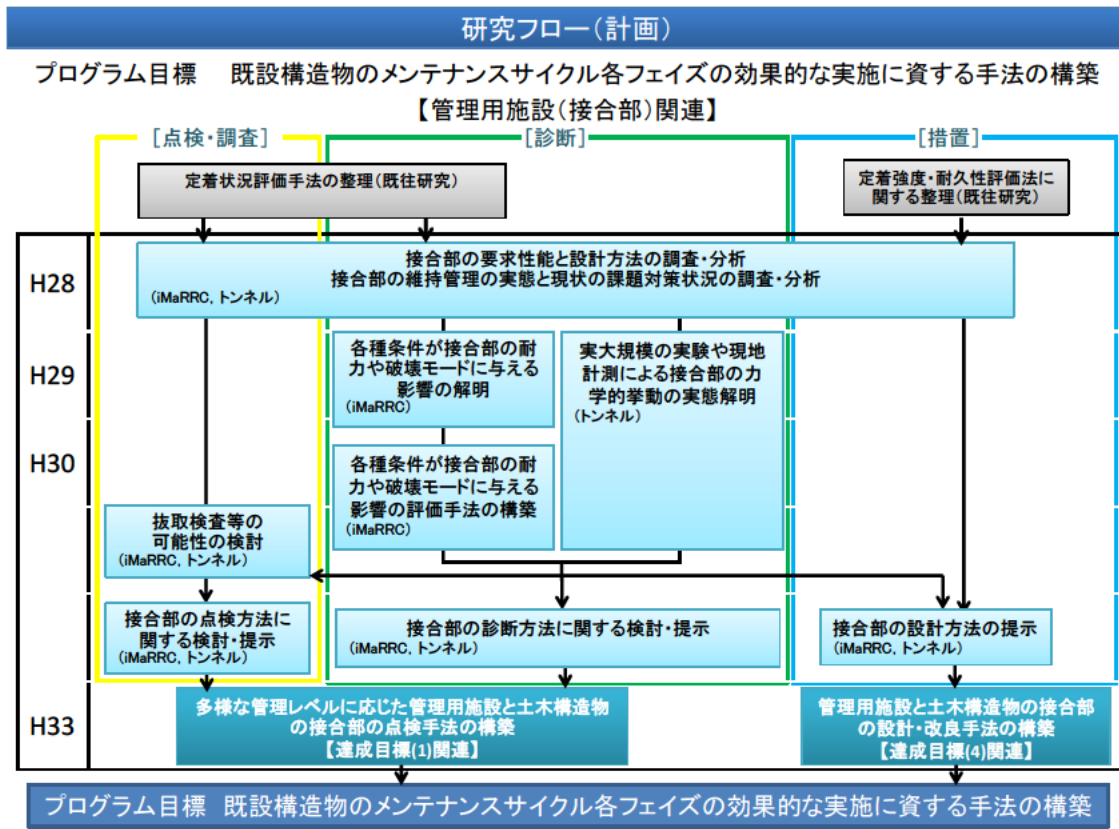 研究フロー(計画)
プログラム目標　既設構造物のメンテナンスサイクル各フェイズの効果的な実施に資する手法の構築
【管理用施設(接合部)関連】
[点検・調査]
[診断]
[措置]
定着状況評価手法の整理(既往研究)
定着強度・耐久性評価法に
関する整理(既往研究)
H28
接合部の要求性能と設計方法の調査・分析
接合部の維持管理の実態と現状の課題対策状況の調査・分析
(iMaRRC, トンネル)
H29
各種条件が接合部の耐
力や破壊モードに与える
影響の解明
(iMaRRC)
実大規模の実験や現地
計測による接合部の力
学的挙動の実態解明
(トンネル)
H30
各種条件が接合部の耐
力や破壊モードに与える
影響の評価手法の構築
(iMaRRC)
抜取検査等の
可能性の検討
(iMaRRC, トンネル)
接合部の点検方法に
関する検討・提示
(iMaRRC, トンネル)
接合部の診断方法に関する検討・提示
(iMaRRC, トンネル)
接合部の設計方法の提示
(iMaRRC, トンネル)
H33
多様な管理レベルに応じた管理用施設と土木構造物
の接合部の点検手法の構築
【達成目標(1)関連】
管理用施設と土木構造物の接合部
の設計・改良手法の構築
【達成目標(4)関連】
プログラム目標　既設構造物のメンテナンスサイクル各フェイズの効果的な実施に資する手法の構築